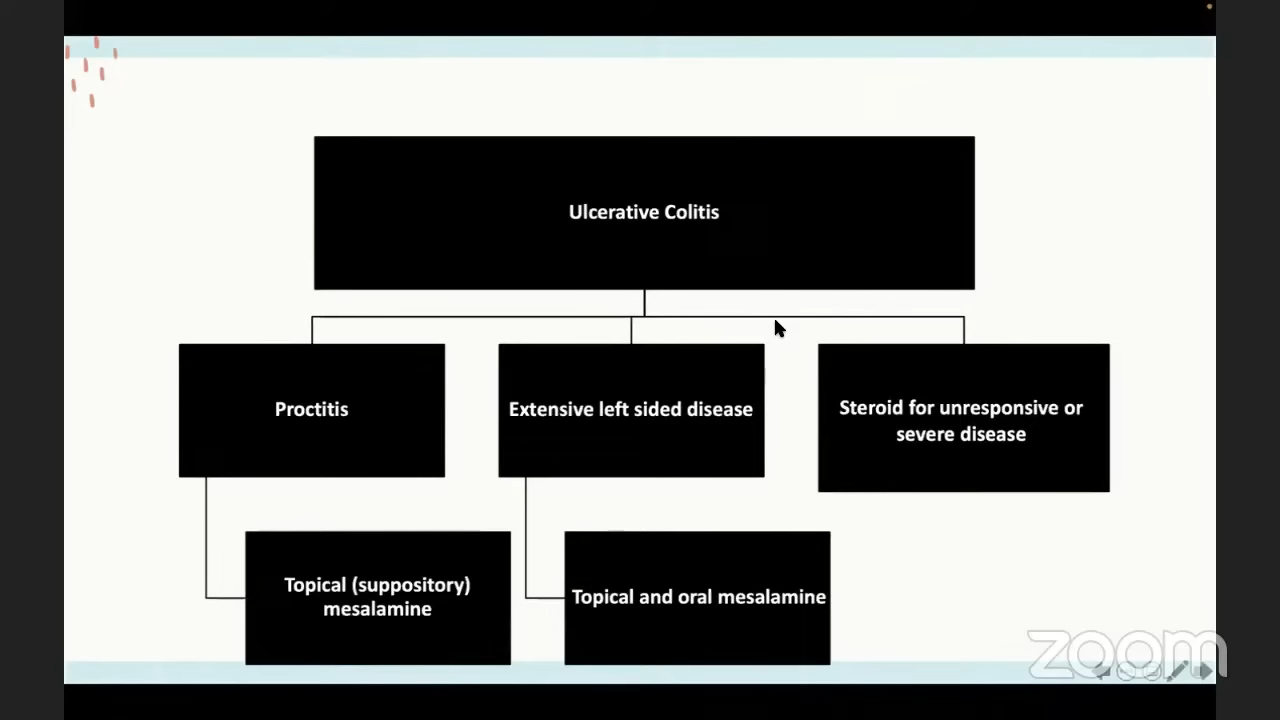 Ulcerative Colitis
Proctitis
Extensive left sided disease
Steroid for unresponsive or
severe disease
Topical (suppository)
mesalamine
Topical and oral mesalamine
zoom